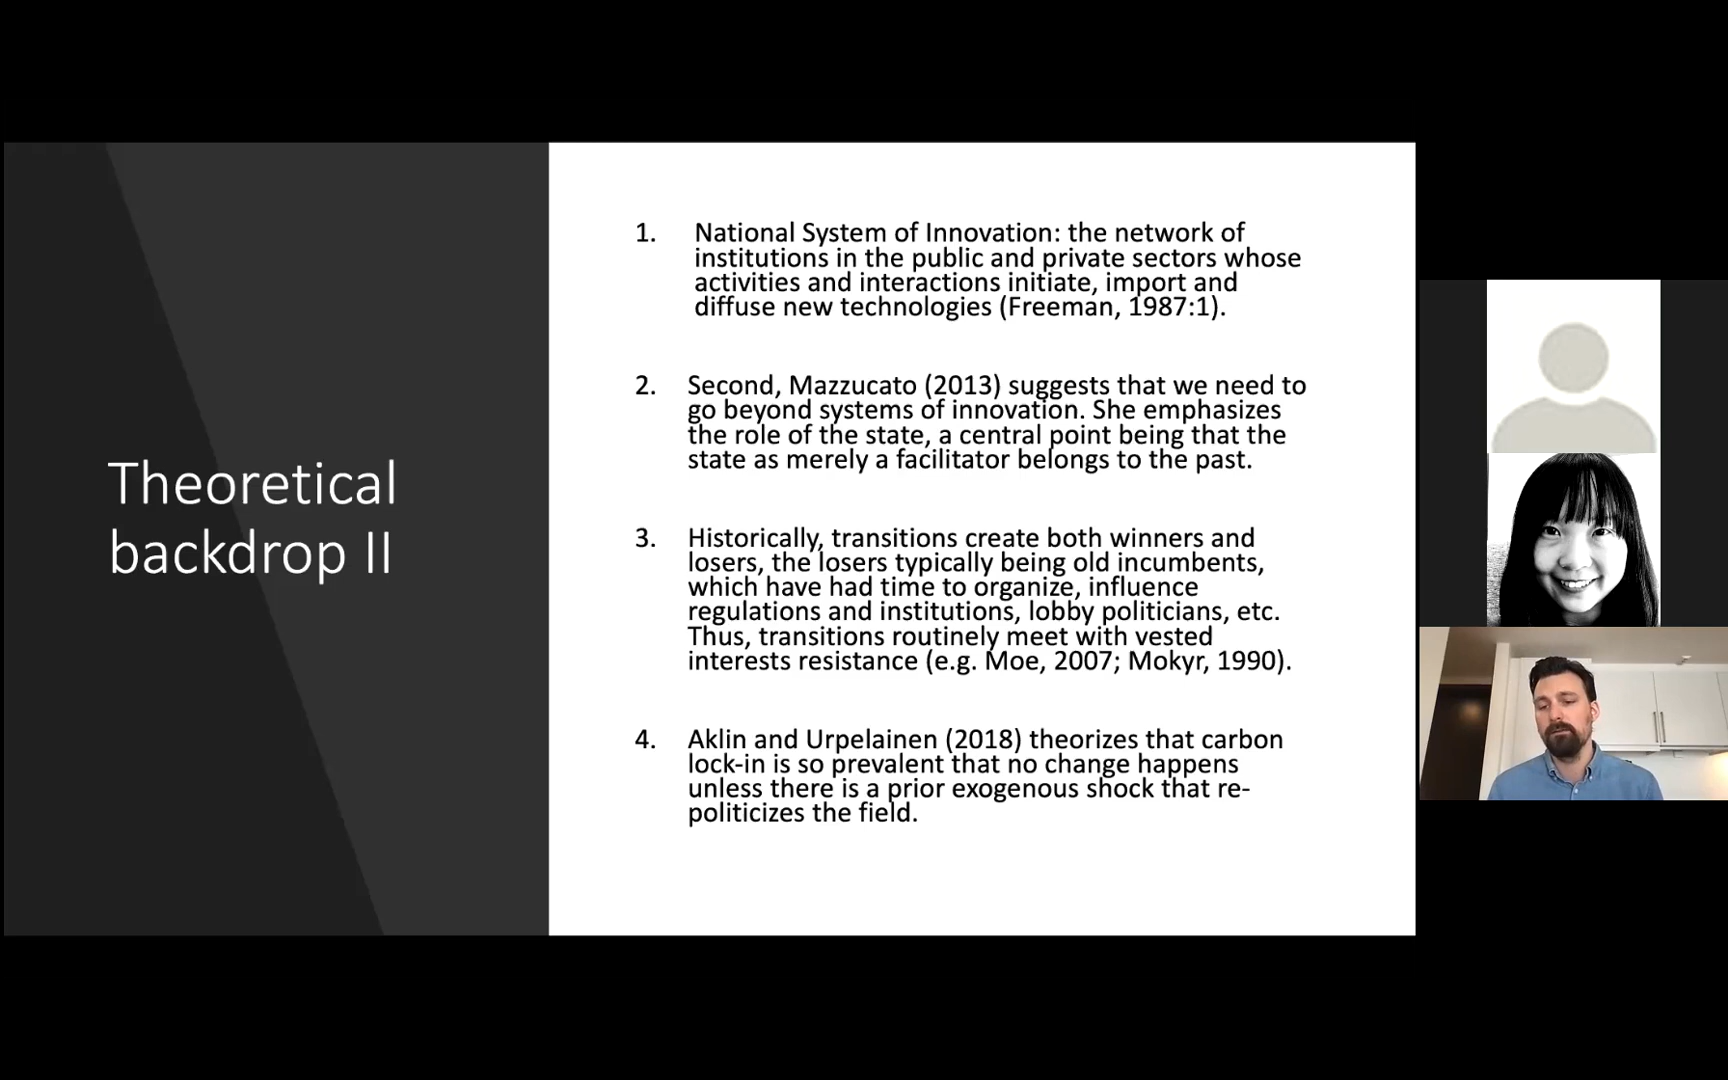 Theoretical
backdrop II
1. National System of Innovation: the network of
institutions in the public and private sectors whose
activities and interactions initiate, import and
diffuse new technologies (Freeman, 1987:1).
2. Second, Mazzucato (2013) suggests that we need to
go beyond systems of innovation. She emphasizes
the role of the state, a central point being that the
state as merely a facilitator belongs to the past.
3. Historically, transitions create both winners and
losers, the losers typically being old incumbents,
which have had time to organize, influence
regulations and institutions, lobby politicians, etc.
Thus, transitions routinely meet with vested
interests resistance (e.g. Moe, 2007; Mokyr, 1990).
4. Aklin and Urpelainen (2018) theorizes that carbon
lock-in is so prevalent that no change happens
unless there is a prior exogenous shock that re-
politicizes the field.